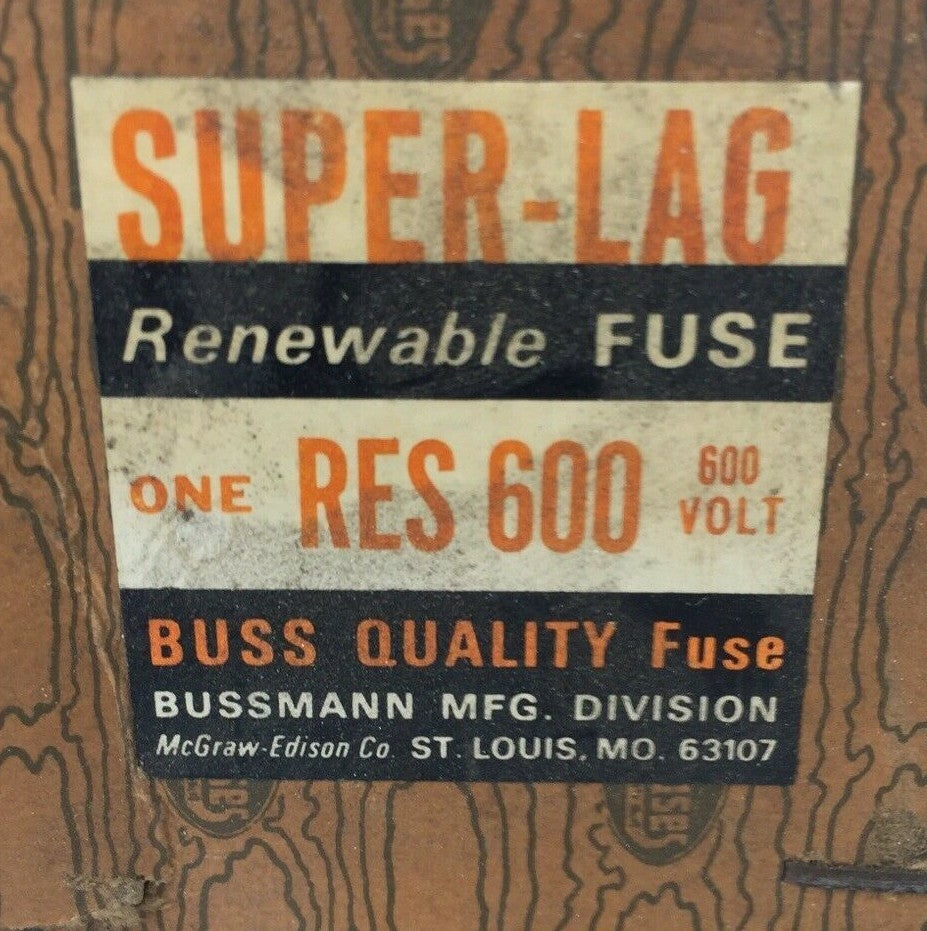 SUPER-LAG
Renewable FUSE
ONE RES 600 600 VOLT
BUSS QUALITY Fuse
BUSSMANN MFG. DIVISION
McGraw-Edison Co. ST. LOUIS, MO. 63107